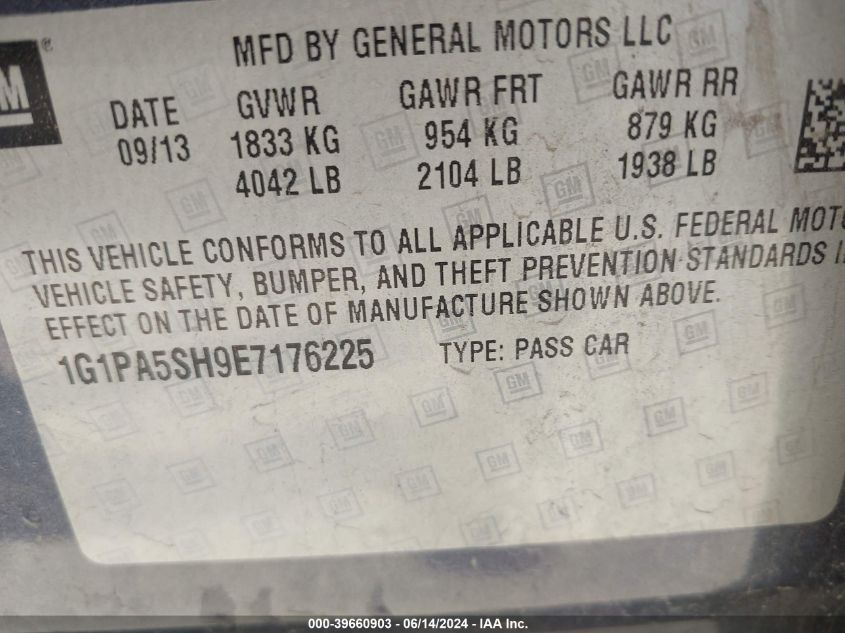 GM ®
MFD BY GENERAL MOTORS LLC
DATE GVWR GAWR FRT GAWR RR
09/13 1833 KG 954 KG 879 KG
4042 LB 2104 LB 1938 LB
THIS VEHICLE CONFORMS TO ALL APPLICABLE U.S. FEDERAL MOTO
VEHICLE SAFETY, BUMPER, AND THEFT PREVENTION STANDARDS I
EFFECT ON THE DATE OF MANUFACTURE SHOWN ABOVE.
1G1PA5SH9E7176225 TYPE: PASS CAR
000-39660903 - 06/14/2024 - IAA Inc.